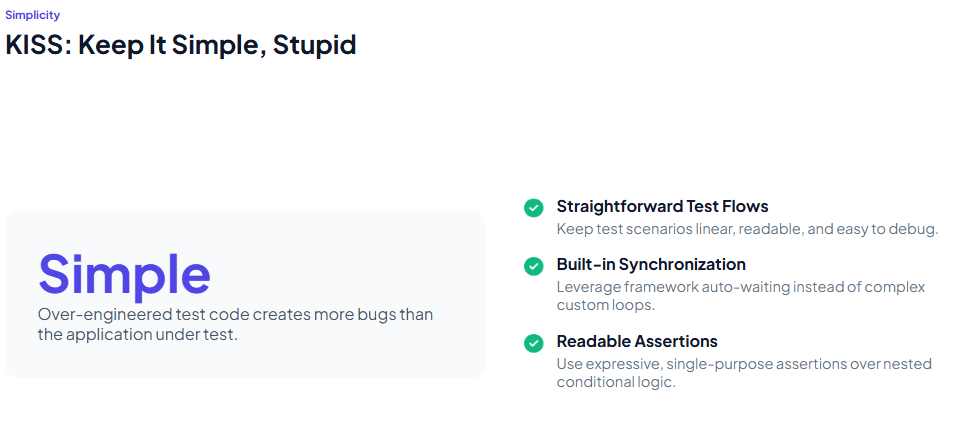 Simplicity
KISS: Keep It Simple, Stupid
Simple
Over-engineered test code creates more bugs than
the application under test.
Straightforward Test Flows
Keep test scenarios linear, readable, and easy to debug.
Built-in Synchronization
Leverage framework auto-waiting instead of complex
custom loops.
Readable Assertions
Use expressive, single-purpose assertions over nested
conditional logic.